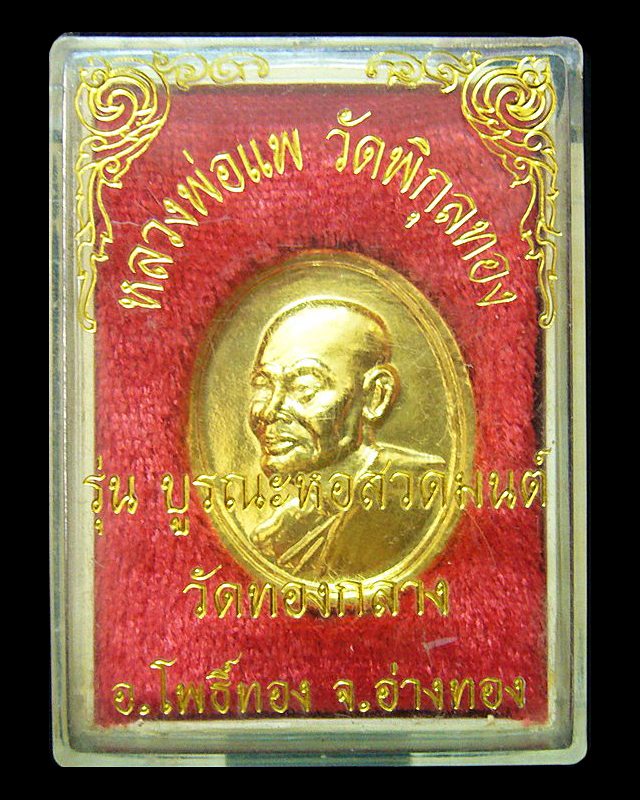 หลวงพ่อแพ วัดพิกุลทอง
รุ่น บูรณะหอสวดมนต์
วัดทองกลาง
อ.โพธิ์ทอง จ.อ่างทอง